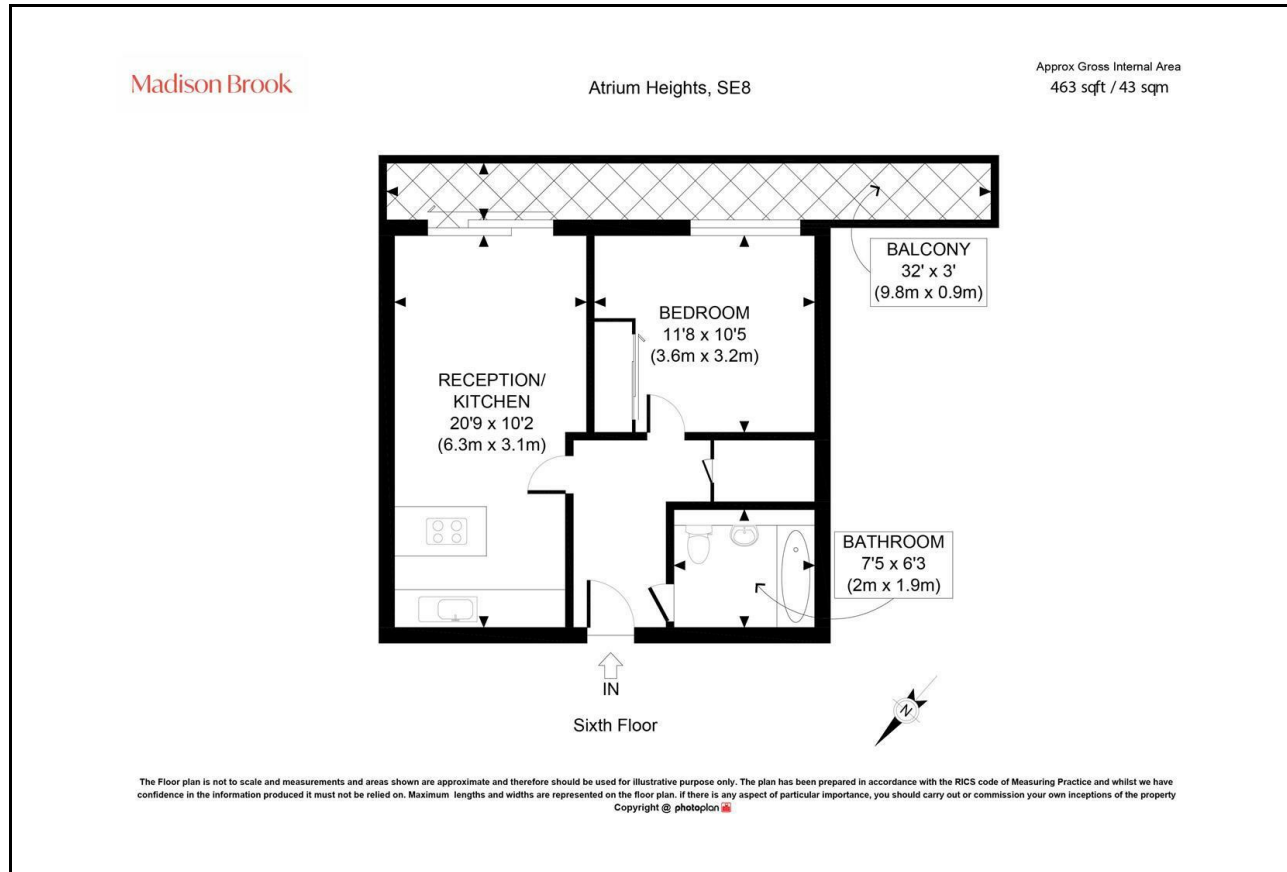 Madison Brook
Atrium Heights, SE8
Approx Gross Internal Area
463 sqft / 43 sqm
BALCONY
32' x 3'
(9.8m x 0.9m)
BEDROOM
11'8 x 10'5
(3.6m x 3.2m)
RECEPTION/
KITCHEN
20'9 x 10'2
(6.3m x 3.1m)
BATHROOM
7'5 x 6'3
(2m x 1.9m)
IN
Sixth Floor
N
The Floor plan is not to scale and measurements and areas shown are approximate and therefore should be used for illustrative purpose only. The plan has been prepared in accordance with the RICS code of Measuring Practice and whilst we have
confidence in the information produced it must not be relied on. Maximum lengths and widths are represented on the floor plan. if there is any aspect of particular importance, you should carry out or commission your own inceptions of the property
Copyright @ photoplan